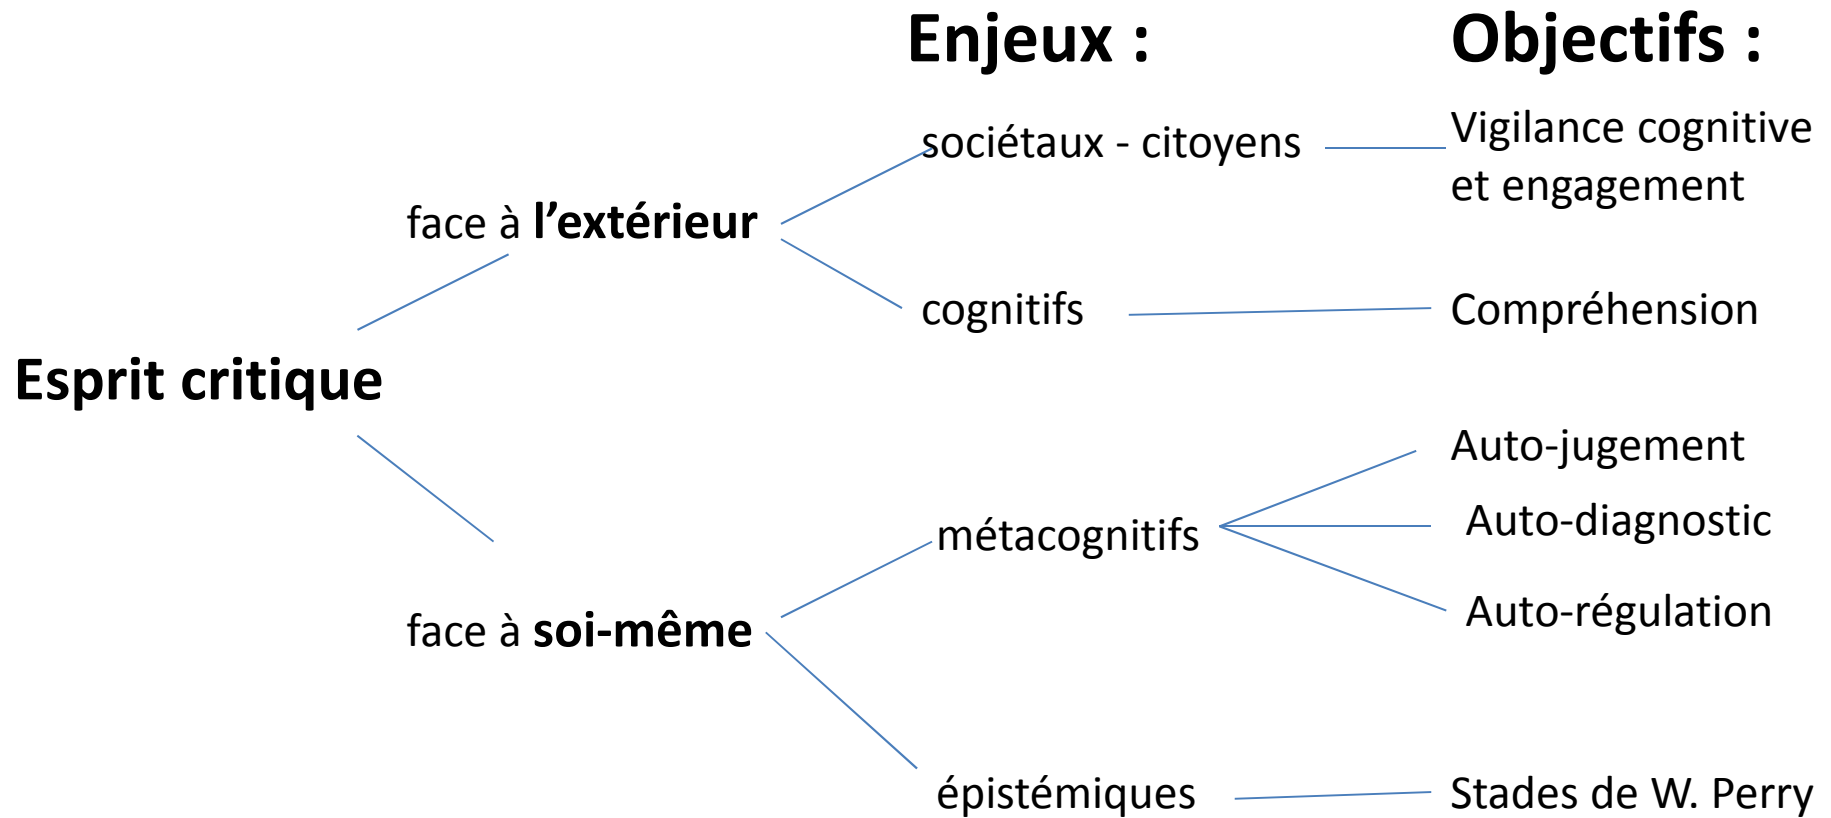 Enjeux :
Objectifs :
sociétaux - citoyens
Vigilance cognitive
et engagement
face à l’extérieur
cognitifs
Compréhension
Esprit critique
Auto-jugement
métacognitifs
Auto-diagnostic
Auto-régulation
face à soi-même
épistémiques
Stades de W. Perry